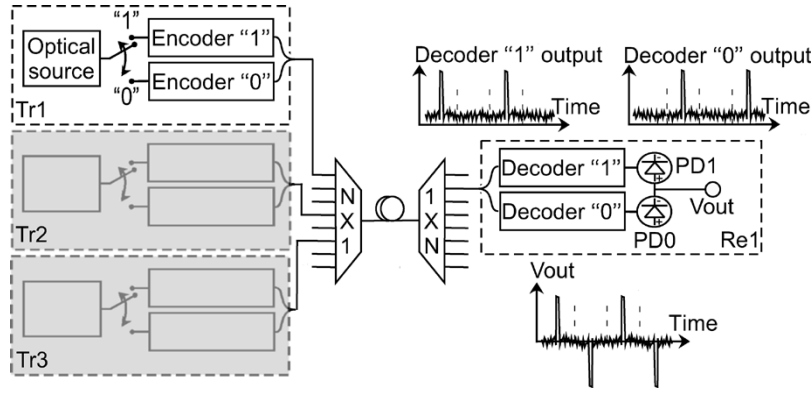 Optical
source
“1”
“0”
Encoder “1”
Encoder “0”
Tr1
Tr2
Tr3
N
X
1
1
X
N
Decoder “1” output
Time
Decoder “0” output
Time
Decoder “1”
Decoder “0”
PD1
Vout
PD0
Re1
Vout
Time